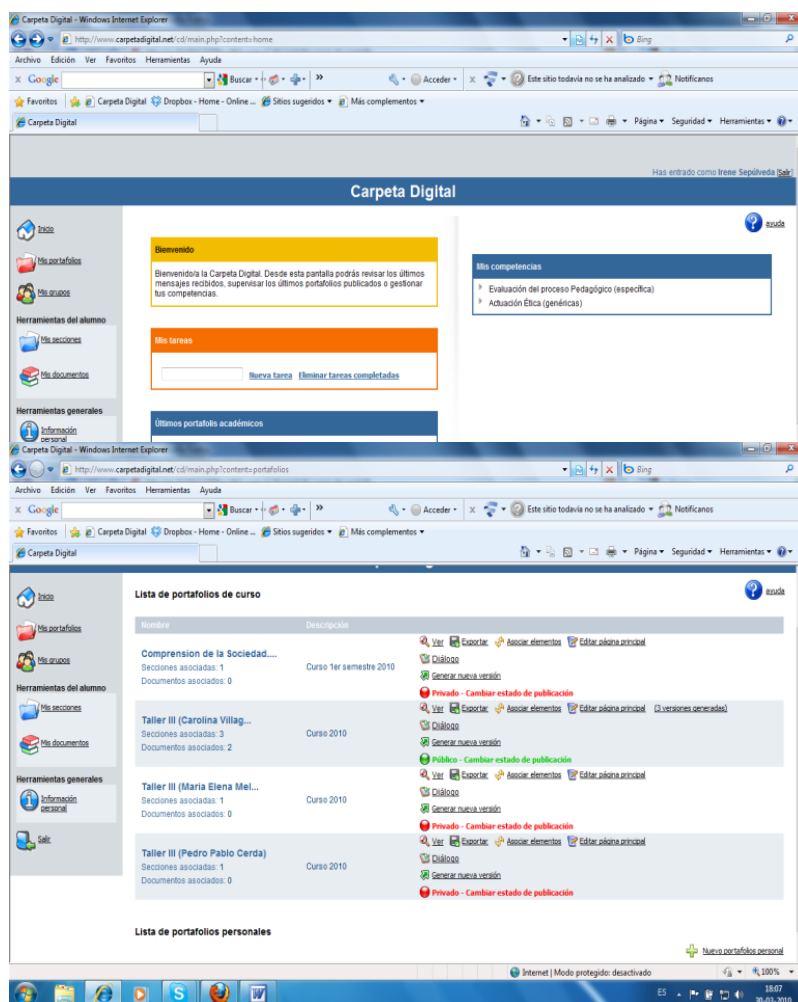 Carpeta Digital - Windows Internet Explorer
http://www.carpetadigital.net/cd/main.php?content=home
Bing
Archivo Edición Ver Favoritos Herramientas Ayuda
x Google Buscar Acceder x Este sitio todavía no se ha analizado Notifícanos
Favoritos Carpeta Digital Dropbox - Home - Online ... Sitios sugeridos Más complementos
Carpeta Digital Página Seguridad Herramientas
Has entrado como Irene Sepúlveda [Salir]
Carpeta Digital
Inicio
ayuda
Mis portafolios
Mis grupos
Herramientas del alumno
Mis secciones
Mis documentos
Herramientas generales
Información
personal
Bienvenido
Bienvenido/a la Carpeta Digital. Desde esta pantalla podrás revisar los últimos
mensajes recibidos, supervisar los últimos portafolios publicados o gestionar
tus competencias.
Mis tareas
Nueva tarea Eliminar tareas completadas
Últimos portafolis académicos
Mis competencias
Evaluación del proceso Pedagógico (específica)
Actuación Ética (genéricas)
Carpeta Digital - Windows Internet Explorer
http://www.carpetadigital.net/cd/main.php?content=portafolios
Bing
Archivo Edición Ver Favoritos Herramientas Ayuda
x Google Buscar Acceder x Este sitio todavía no se ha analizado Notifícanos
Favoritos Carpeta Digital Dropbox - Home - Online ... Sitios sugeridos Más complementos
Carpeta Digital Página Seguridad Herramientas
Inicio
ayuda
Mis portafolios
Mis grupos
Herramientas del alumno
Mis secciones
Mis documentos
Herramientas generales
Información
personal
Salir
Lista de portafolios de curso
Nombre Descripción
Comprension de la Sociedad....
Secciones asociadas: 1
Documentos asociados: 0
Curso 1er semestre 2010
Ver Exportar Asociar elementos Editar página principal
Diálogo
Generar nueva versión
Privado - Cambiar estado de publicación
Taller III (Carolina Villag...
Secciones asociadas: 3
Documentos asociados: 2
Curso 2010
Ver Exportar Asociar elementos Editar página principal (3 versiones generadas)
Diálogo
Generar nueva versión
Público - Cambiar estado de publicación
Taller III (Maria Elena Mel...
Secciones asociadas: 1
Documentos asociados: 0
Curso 2010
Ver Exportar Asociar elementos Editar página principal
Diálogo
Generar nueva versión
Privado - Cambiar estado de publicación
Taller III (Pedro Pablo Cerda)
Secciones asociadas: 1
Documentos asociados: 0
Curso 2010
Ver Exportar Asociar elementos Editar página principal
Diálogo
Generar nueva versión
Privado - Cambiar estado de publicación
Lista de portafolios personales
Nuevo portafolios personal
Internet | Modo protegido: desactivado 100%
ES 18:07
30-03-2010